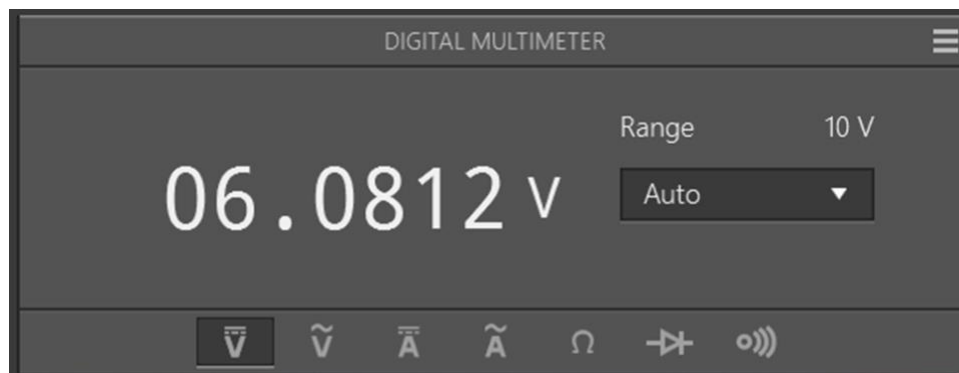 DIGITAL MULTIMETER
Range 10 V
06.0812 V
Auto
V V A A Ω